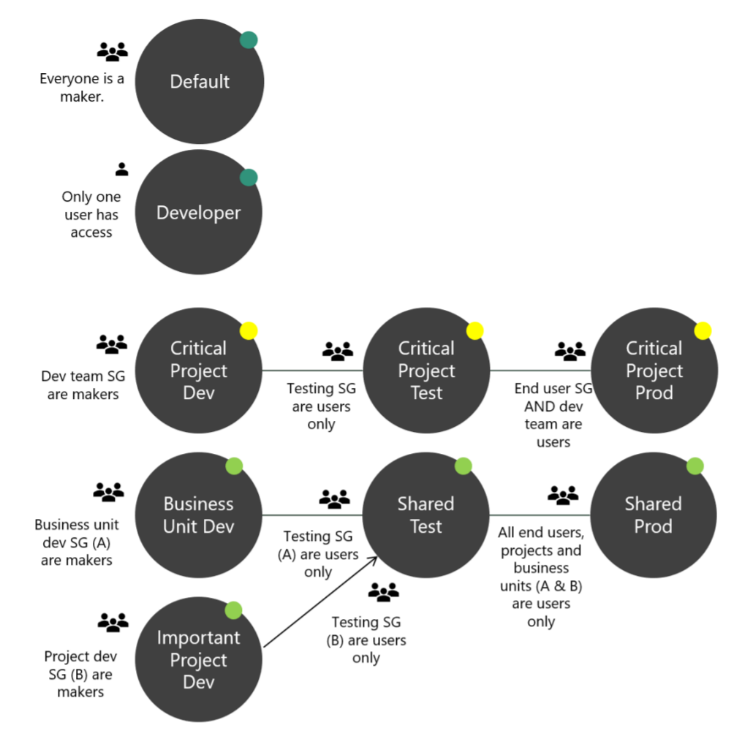 Everyone is a
maker.
Default
Only one
user has
access
Developer
Dev team SG
are makers
Critical
Project
Dev
Testing SG
are users
only
Critical
Project
Test
End user SG
AND dev
team are
users
Critical
Project
Prod
Business unit
dev SG (A)
are makers
Business
Unit Dev
Testing SG
(A) are users
only
Shared
Test
All end users,
projects and
business
units (A & B)
are users
only
Shared
Prod
Project dev
SG (B) are
makers
Important
Project
Dev
Testing SG
(B) are users
only